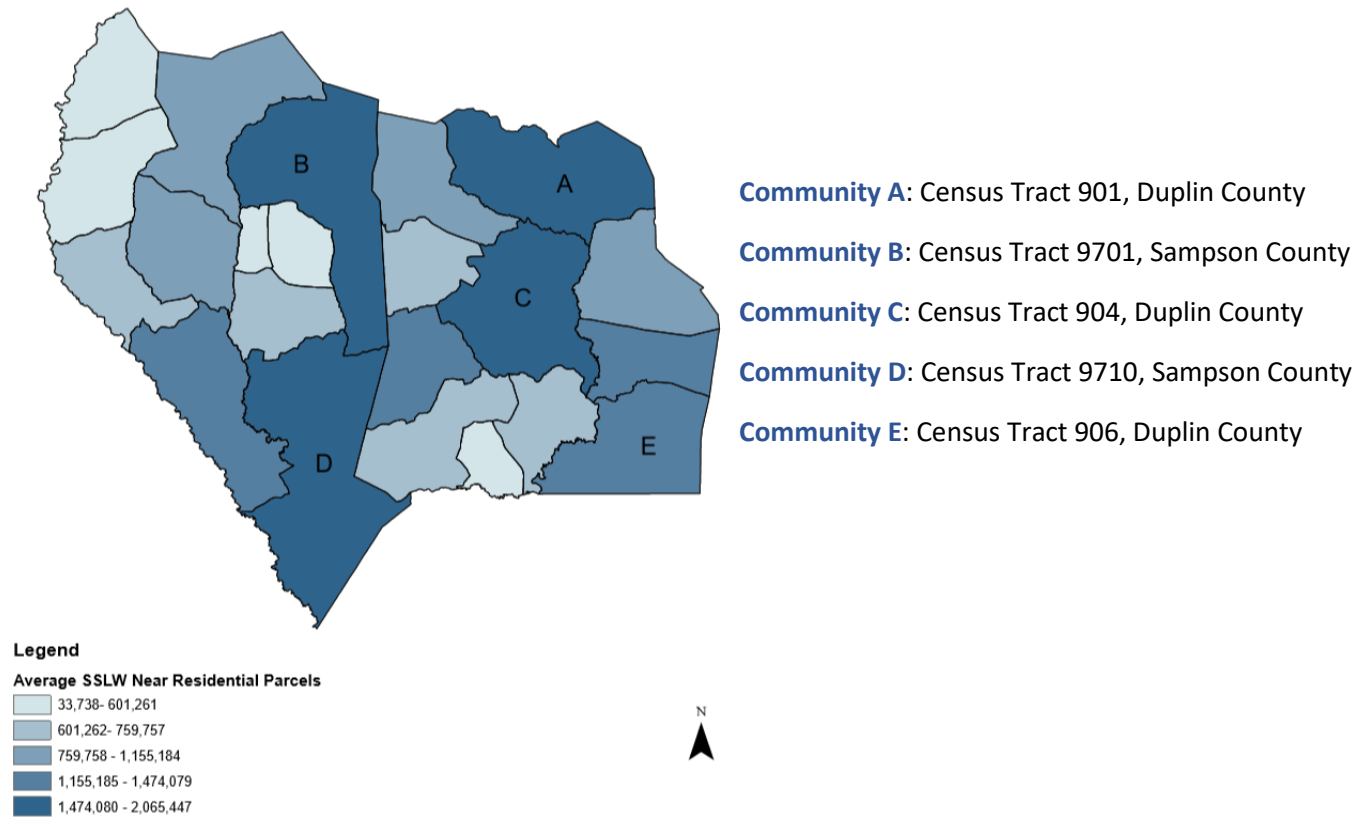 B
A
C
D
E
Community A: Census Tract 901, Duplin County
Community B: Census Tract 9701, Sampson County
Community C: Census Tract 904, Duplin County
Community D: Census Tract 9710, Sampson County
Community E: Census Tract 906, Duplin County
Legend
Average SSLW Near Residential Parcels
33,738- 601,261
601,262- 759,757
759,758 - 1,155,184
1,155,185 - 1,474,079
1,474,080 - 2,065,447
N